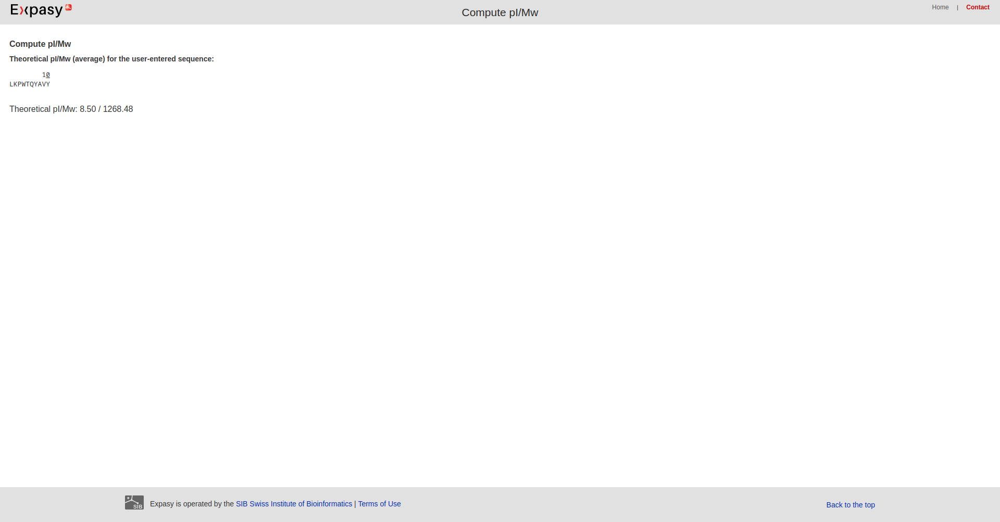 Expasy
Compute pI/Mw
Home | Contact
Compute pI/Mw
Theoretical pI/Mw (average) for the user-entered sequence:
10
LKPWTQYAVY
Theoretical pI/Mw: 8.50 / 1268.48
SIB
Expasy is operated by the SIB Swiss Institute of Bioinformatics | Terms of Use
Back to the top